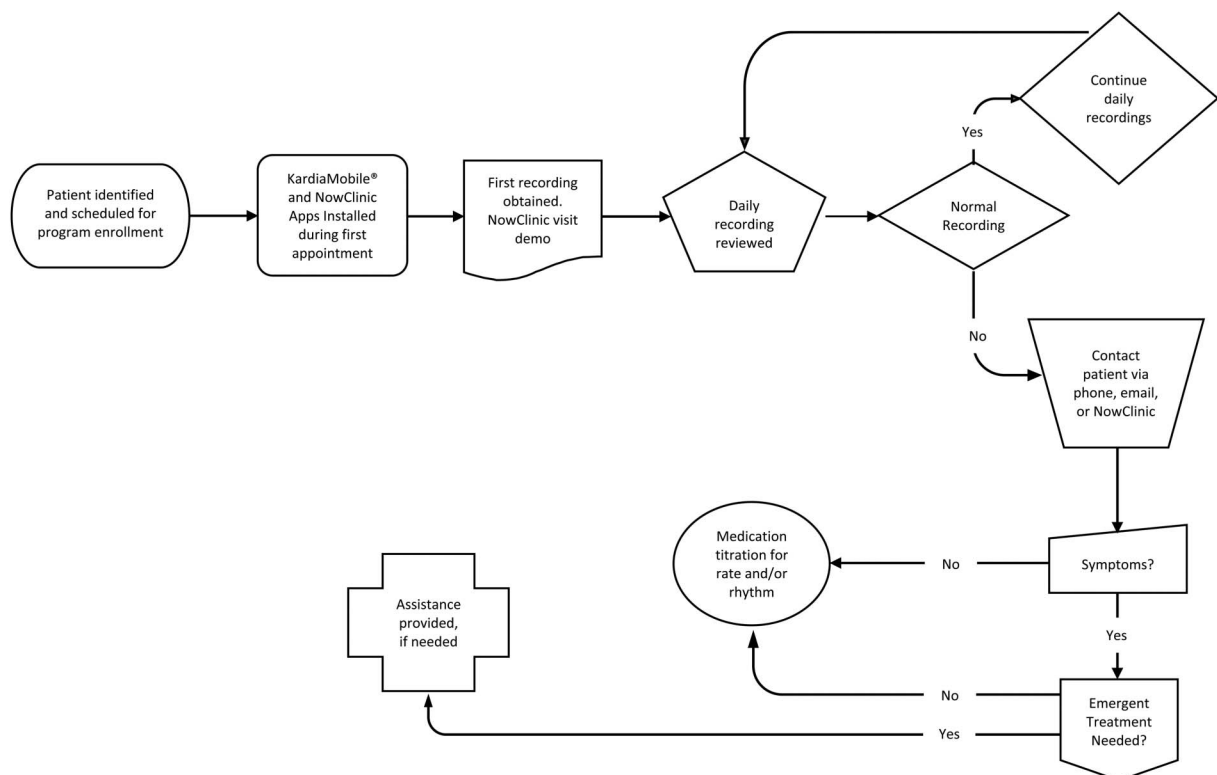 Continue
daily
recordings
Yes
Patient identified
and scheduled for
program enrollment
KardiaMobile®
and NowClinic
Apps Installed
during first
appointment
First recording
obtained.
NowClinic visit
demo
Daily
recording
reviewed
Normal
Recording
No
Contact
patient via
phone, email,
or NowClinic
Symptoms?
No
Medication
titration for
rate and/or
rhythm
Yes
Assistance
provided,
if needed
Emergent
Treatment
Needed?
No
Yes